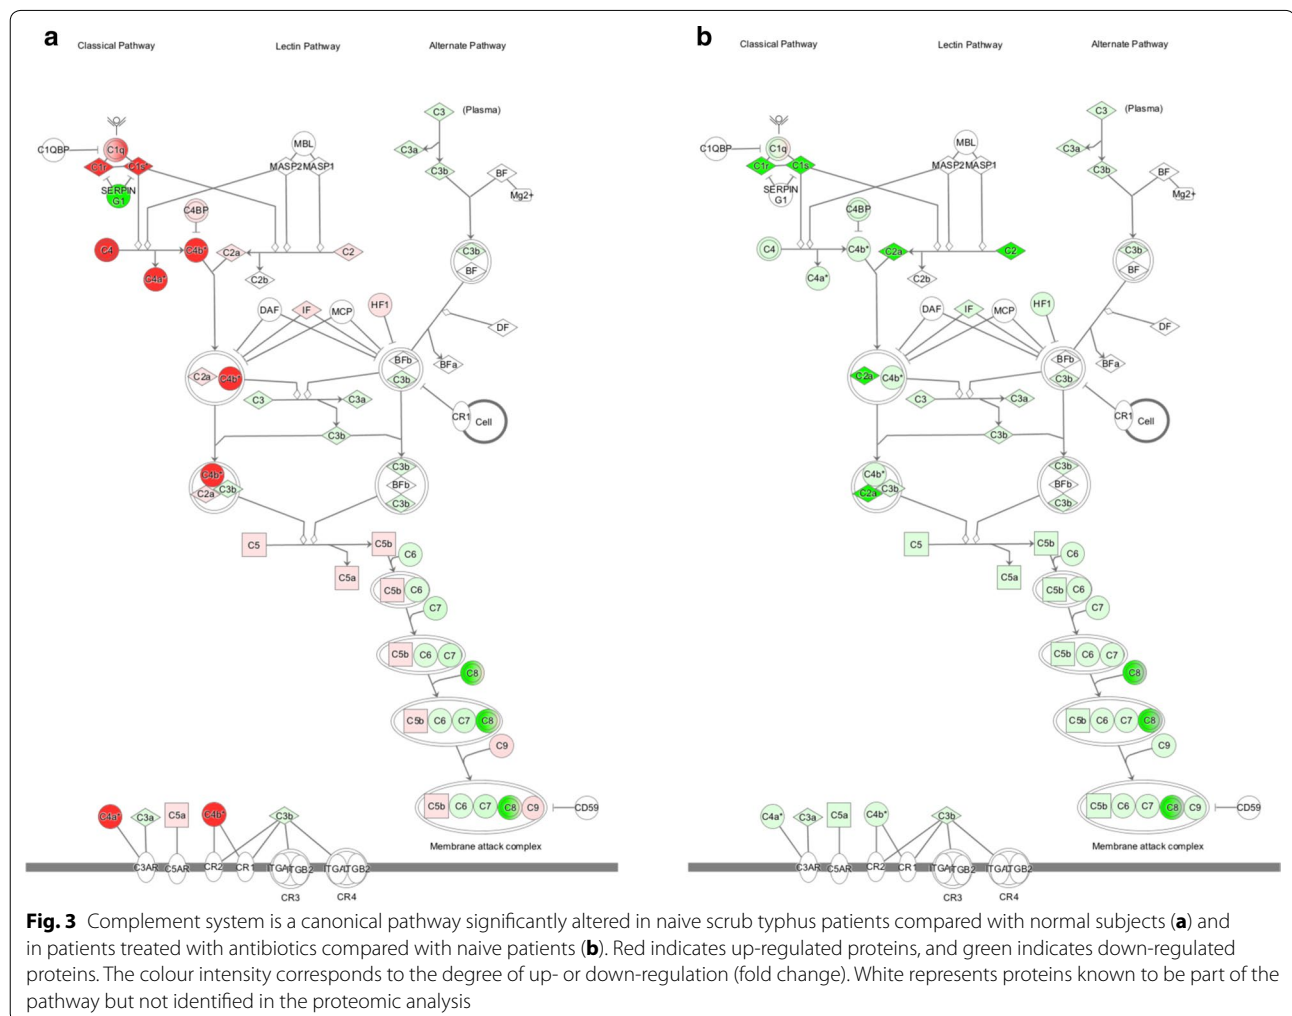 a
b
Classical Pathway
Lectin Pathway
Alternate Pathway
Classical Pathway
Lectin Pathway
Alternate Pathway
C3
(Plasma)
C3a
C3b
C1QBP
C1q
C1r
C1s*
SERPIN
G1
MBL
MASP2
MASP1
BF
Mg2+
C4BP
C4
C4b*
C4a*
C2a
C2
C2b
C3b
BF
DAF
IF
MCP
HF1
DF
BFa
C2a
C4b*
BFb
C3b
C3
C3a
C3b
CR1
Cell
C4b*
C2a
C3b
C3b
BFb
C3b
C5
C5b
C5a
C6
C5b
C6
C7
C5b
C6
C7
C8
C5b
C6
C7
C8
C9
C5b
C6
C7
C8
C9
CD59
Membrane attack complex
C4a*
C3a
C5a
C4b*
C3b
C3AR
C5AR
CR2
CR1
ITGA
ITGB2
ITGA
ITGB2
CR3
CR4
C3
(Plasma)
C3a
C3b
C1QBP
C1q
C1r
C1s
SERPIN
G1
MBL
MASP2
MASP1
BF
Mg2+
C4BP
C4
C4b*
C4a*
C2a
C2
C2b
C3b
BF
DAF
IF
MCP
HF1
DF
BFa
C2a
C4b*
BFb
C3b
C3
C3a
C3b
CR1
Cell
C4b*
C2a
C3b
C3b
BFb
C3b
C5
C5b
C5a
C6
C5b
C6
C7
C5b
C6
C7
C8
C5b
C6
C7
C8
C9
C5b
C6
C7
C8
C9
CD59
Membrane attack complex
C4a*
C3a
C5a
C4b*
C3b
C3AR
C5AR
CR2
CR1
ITGA
ITGB2
ITGA
ITGB2
CR3
CR4
Fig. 3 Complement system is a canonical pathway significantly altered in naive scrub typhus patients compared with normal subjects (a) and
in patients treated with antibiotics compared with naive patients (b). Red indicates up-regulated proteins, and green indicates down-regulated
proteins. The colour intensity corresponds to the degree of up- or down-regulation (fold change). White represents proteins known to be part of the
pathway but not identified in the proteomic analysis